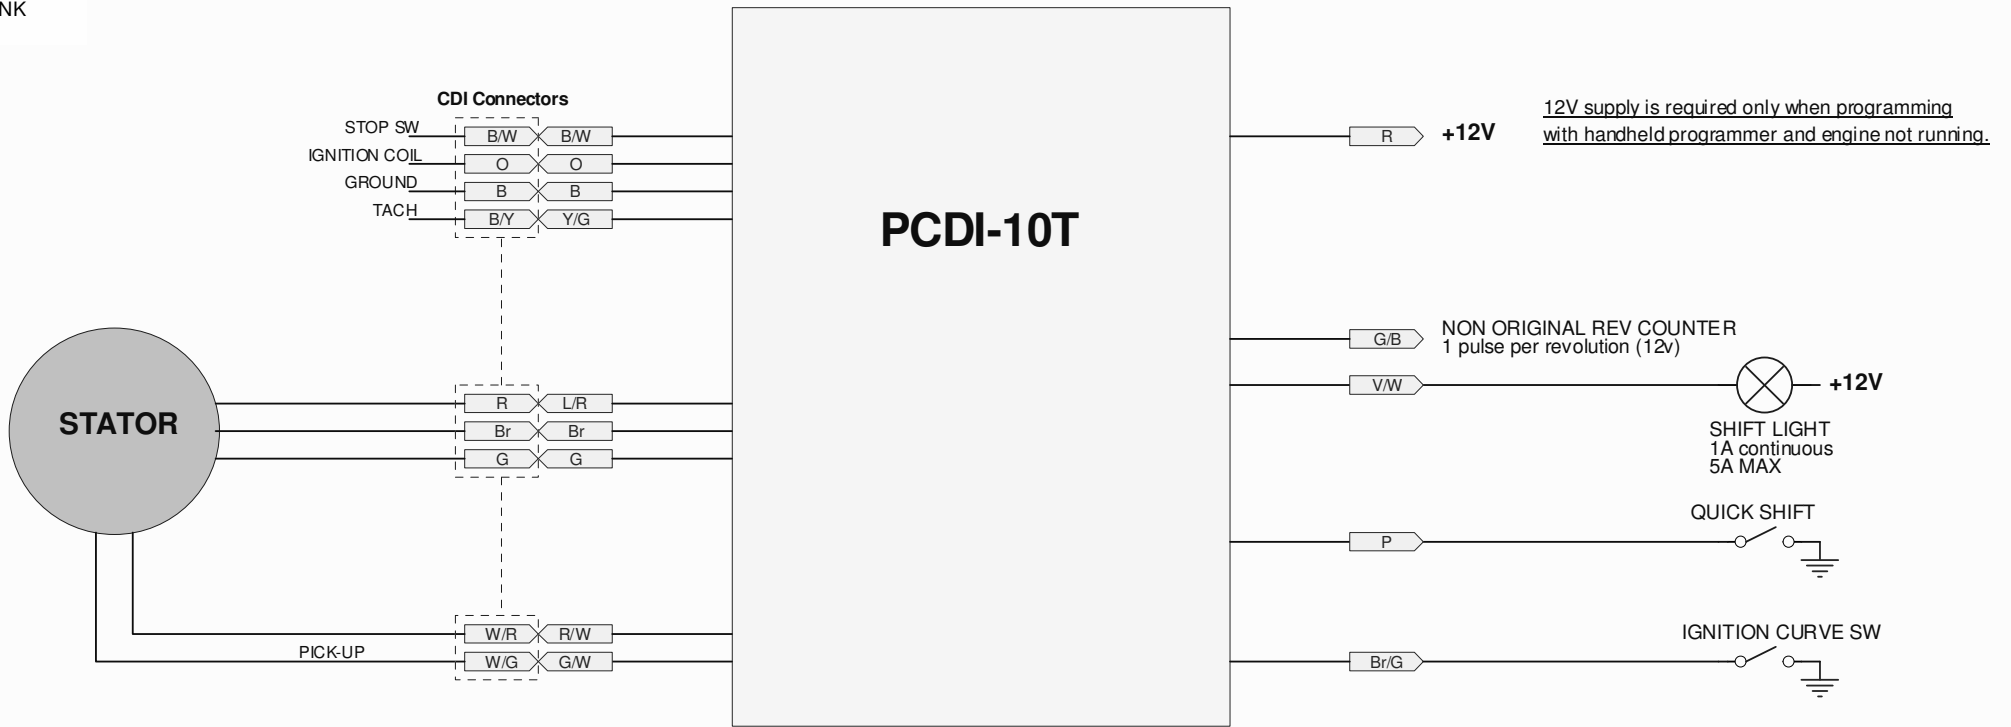 NK
CDI Connectors
STOP SW B/W B/W
IGNITION COIL O O
GROUND B B
TACH B/Y Y/G
STATOR
R L/R
Br Br
G G
W/R R/W
PICK-UP W/G G/W
PCDI-10T
R +12V
12V supply is required only when programming
with handheld programmer and engine not running.
G/B NON ORIGINAL REV COUNTER
1 pulse per revolution (12v)
V/W +12V
SHIFT LIGHT
1A continuous
5A MAX
QUICK SHIFT
P
IGNITION CURVE SW
Br/G